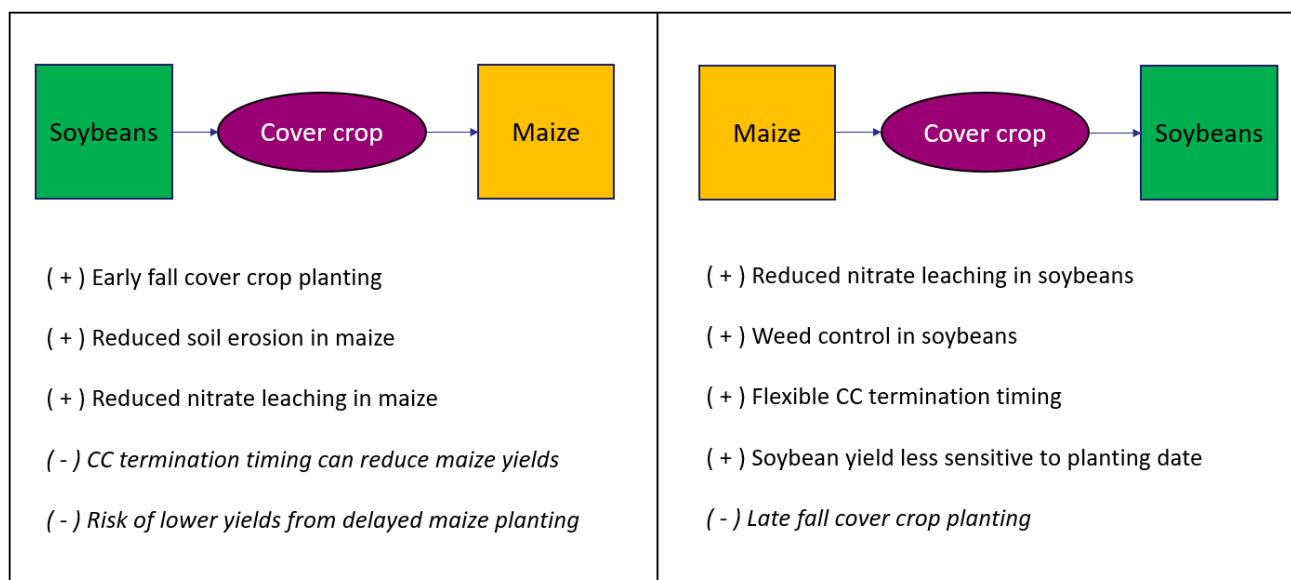 Soybeans
Cover crop
Maize
( + ) Early fall cover crop planting
( + ) Reduced soil erosion in maize
( + ) Reduced nitrate leaching in maize
( - ) CC termination timing can reduce maize yields
( - ) Risk of lower yields from delayed maize planting
Maize
Cover crop
Soybeans
( + ) Reduced nitrate leaching in soybeans
( + ) Weed control in soybeans
( + ) Flexible CC termination timing
( + ) Soybean yield less sensitive to planting date
( - ) Late fall cover crop planting